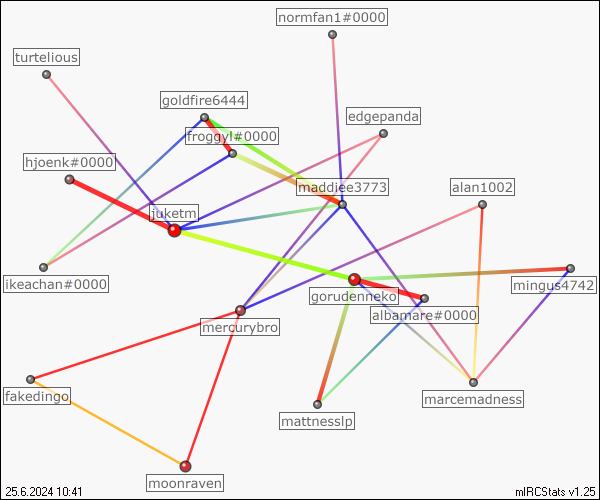 normfan1#0000
turtelious
goldfire6444
edgepanda
froggyl#0000
hjoenk#0000
maddiee3773
alan1002
juketm
ikeachan#0000
mingus4742
gorudenneko
albamare#0000
mercurybro
fakedingo
marcemadness
mattnesslp
moonraven
25.6.2024 10:41
mIRCStats v1.25